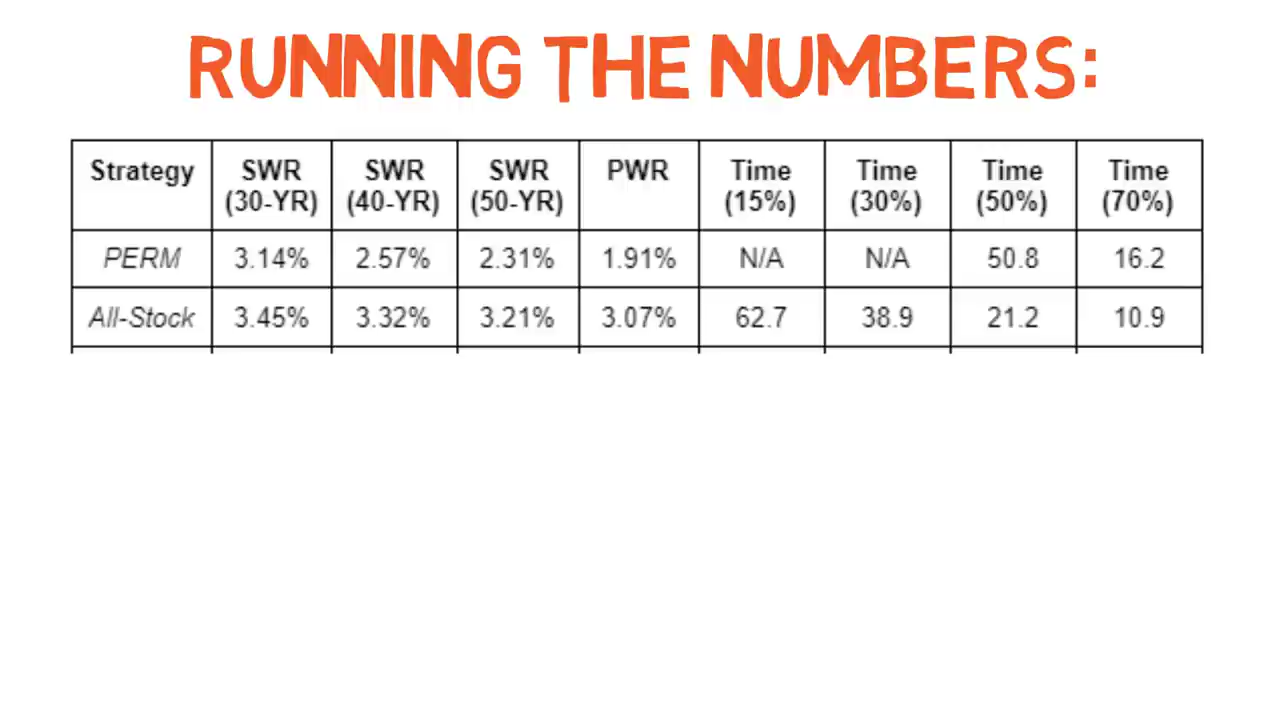 RUNNING THE NUMBERS:
Strategy SWR SWR SWR PWR Time Time Time Time
(30-YR) (40-YR) (50-YR) (15%) (30%) (50%) (70%)
PERM 3.14% 2.57% 2.31% 1.91% N/A N/A 50.8 16.2
All-Stock 3.45% 3.32% 3.21% 3.07% 62.7 38.9 21.2 10.9